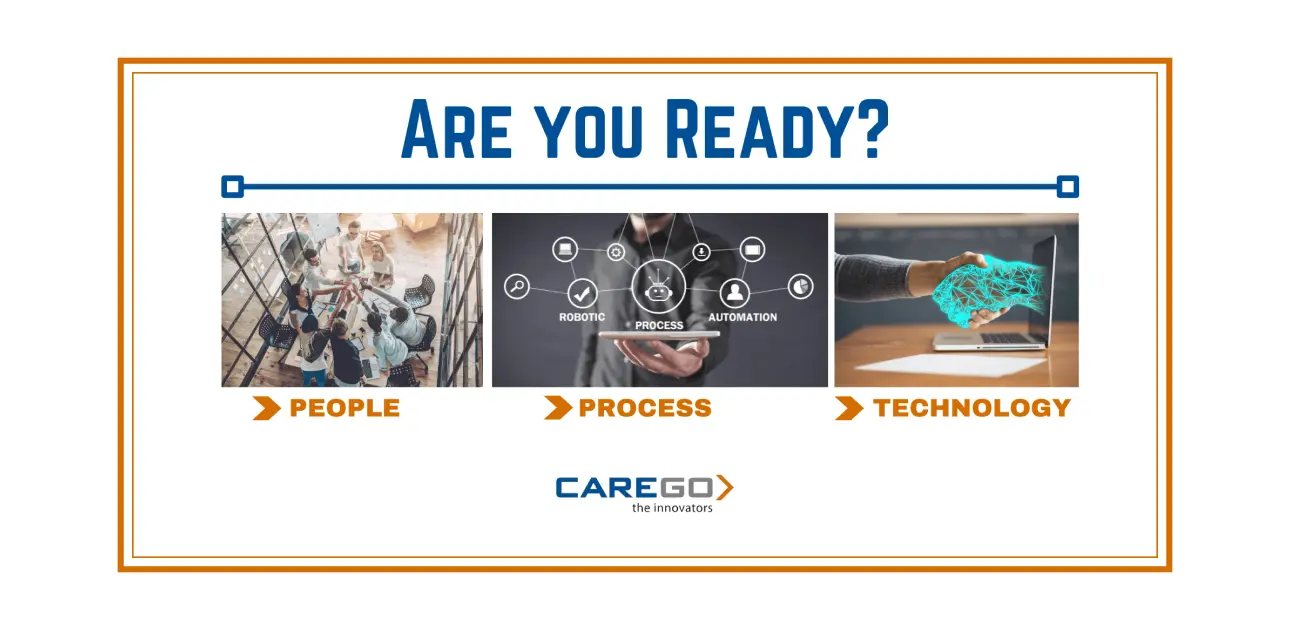 ARE YOU READY?
ROBOTIC PROCESS AUTOMATION
PEOPLE
PROCESS
TECHNOLOGY
CAREGO
the innovators